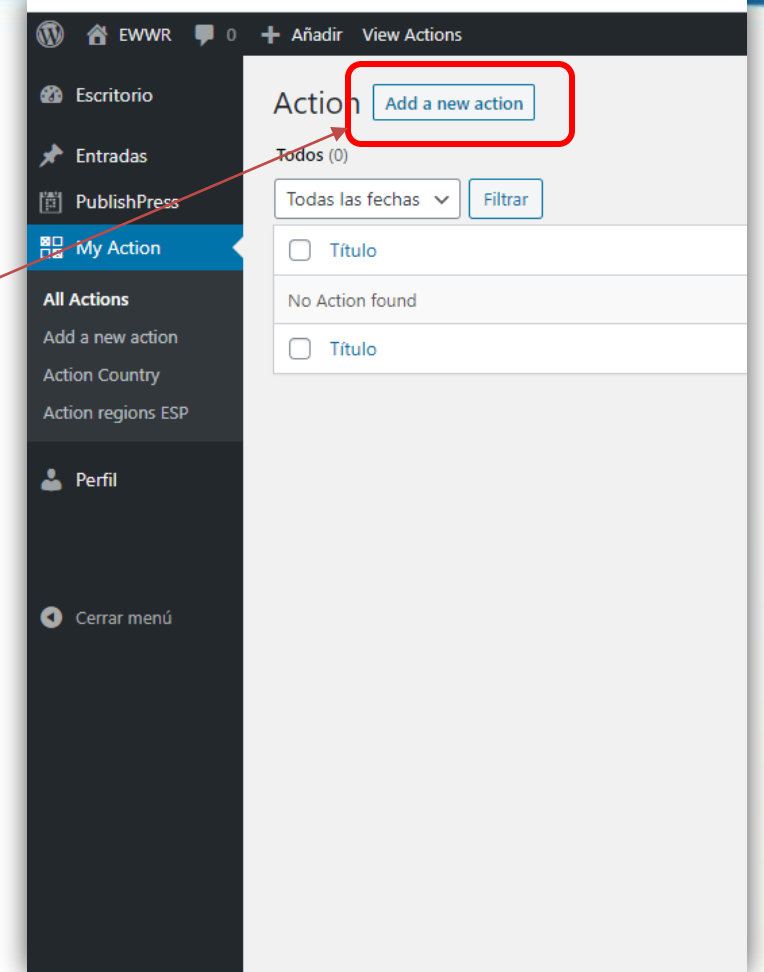 EWWR 0 Añadir View Actions
Escritorio
Entradas
PublishPress
My Action
All Actions
Add a new action
Action Country
Action regions ESP
Perfil
Cerrar menú
Action Add a new action
Todos (0)
Todas las fechas Filtrar
Título
No Action found
Título